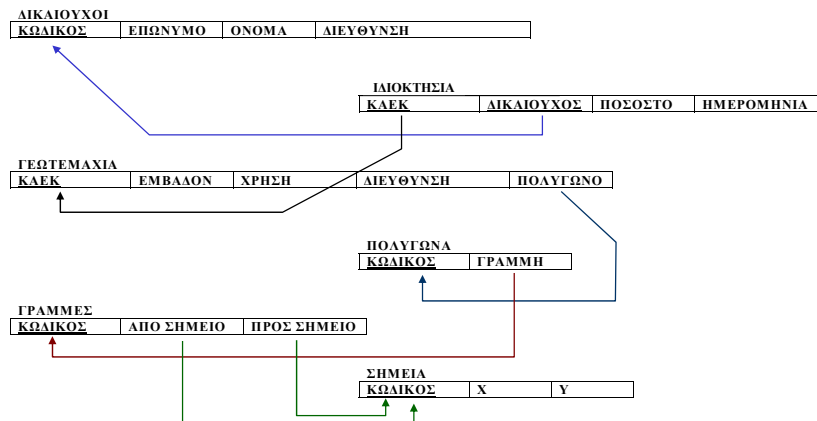 ΔΙΚΑΙΟΥΧΟΙ
ΚΩΔΙΚΟΣ ΕΠΩΝΥΜΟ ΟΝΟΜΑ ΔΙΕΥΘΥΝΣΗ
ΙΔΙΟΚΤΗΣΙΑ
ΚΑΕΚ ΔΙΚΑΙΟΥΧΟΣ ΠΟΣΟΣΤΟ ΗΜΕΡΟΜΗΝΙΑ
ΓΕΩΤΕΜΑΧΙΑ
ΚΑΕΚ ΕΜΒΑΔΟΝ ΧΡΗΣΗ ΔΙΕΥΘΥΝΣΗ ΠΟΛΥΓΩΝΟ
ΠΟΛΥΓΩΝΑ
ΚΩΔΙΚΟΣ ΓΡΑΜΜΗ
ΓΡΑΜΜΕΣ
ΚΩΔΙΚΟΣ ΑΠΟ ΣΗΜΕΙΟ ΠΡΟΣ ΣΗΜΕΙΟ
ΣΗΜΕΙΑ
ΚΩΔΙΚΟΣ Χ Υ